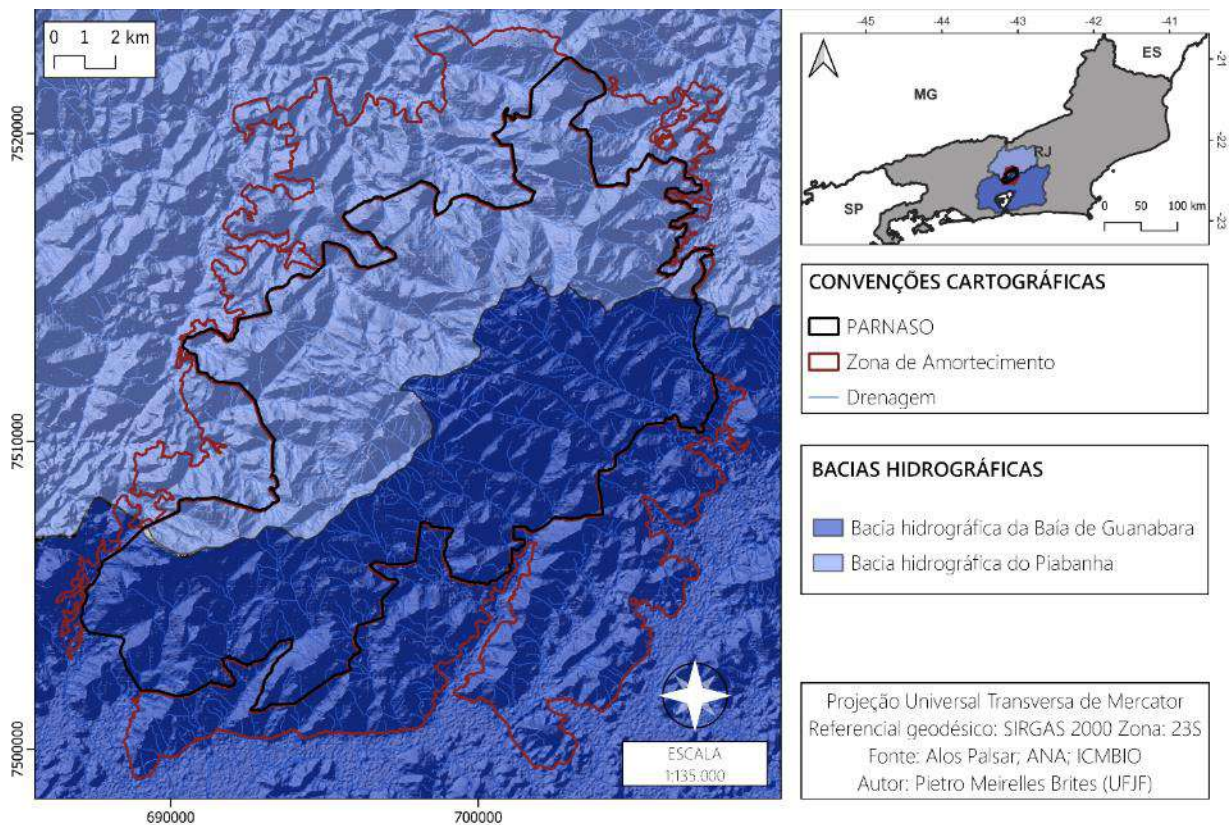 0 1 2 km
7520000
7510000
7500000
690000
700000
ESCALA
1:135.000
-45
-44
-43
-42
-41
-21
-22
-23
ES
MG
RJ
SP
0 50 100 km
CONVENÇÕES CARTOGRÁFICAS
PARNASO
Zona de Amortecimento
Drenagem
BACIAS HIDROGRÁFICAS
Bacia hidrográfica da Baía de Guanabara
Bacia hidrográfica do Piabanha
Projeção Universal Transversa de Mercator
Referencial geodésico: SIRGAS 2000 Zona: 23S
Fonte: Alos Palsar; ANA; ICMBIO
Autor: Pietro Meirelles Brites (UFJF)